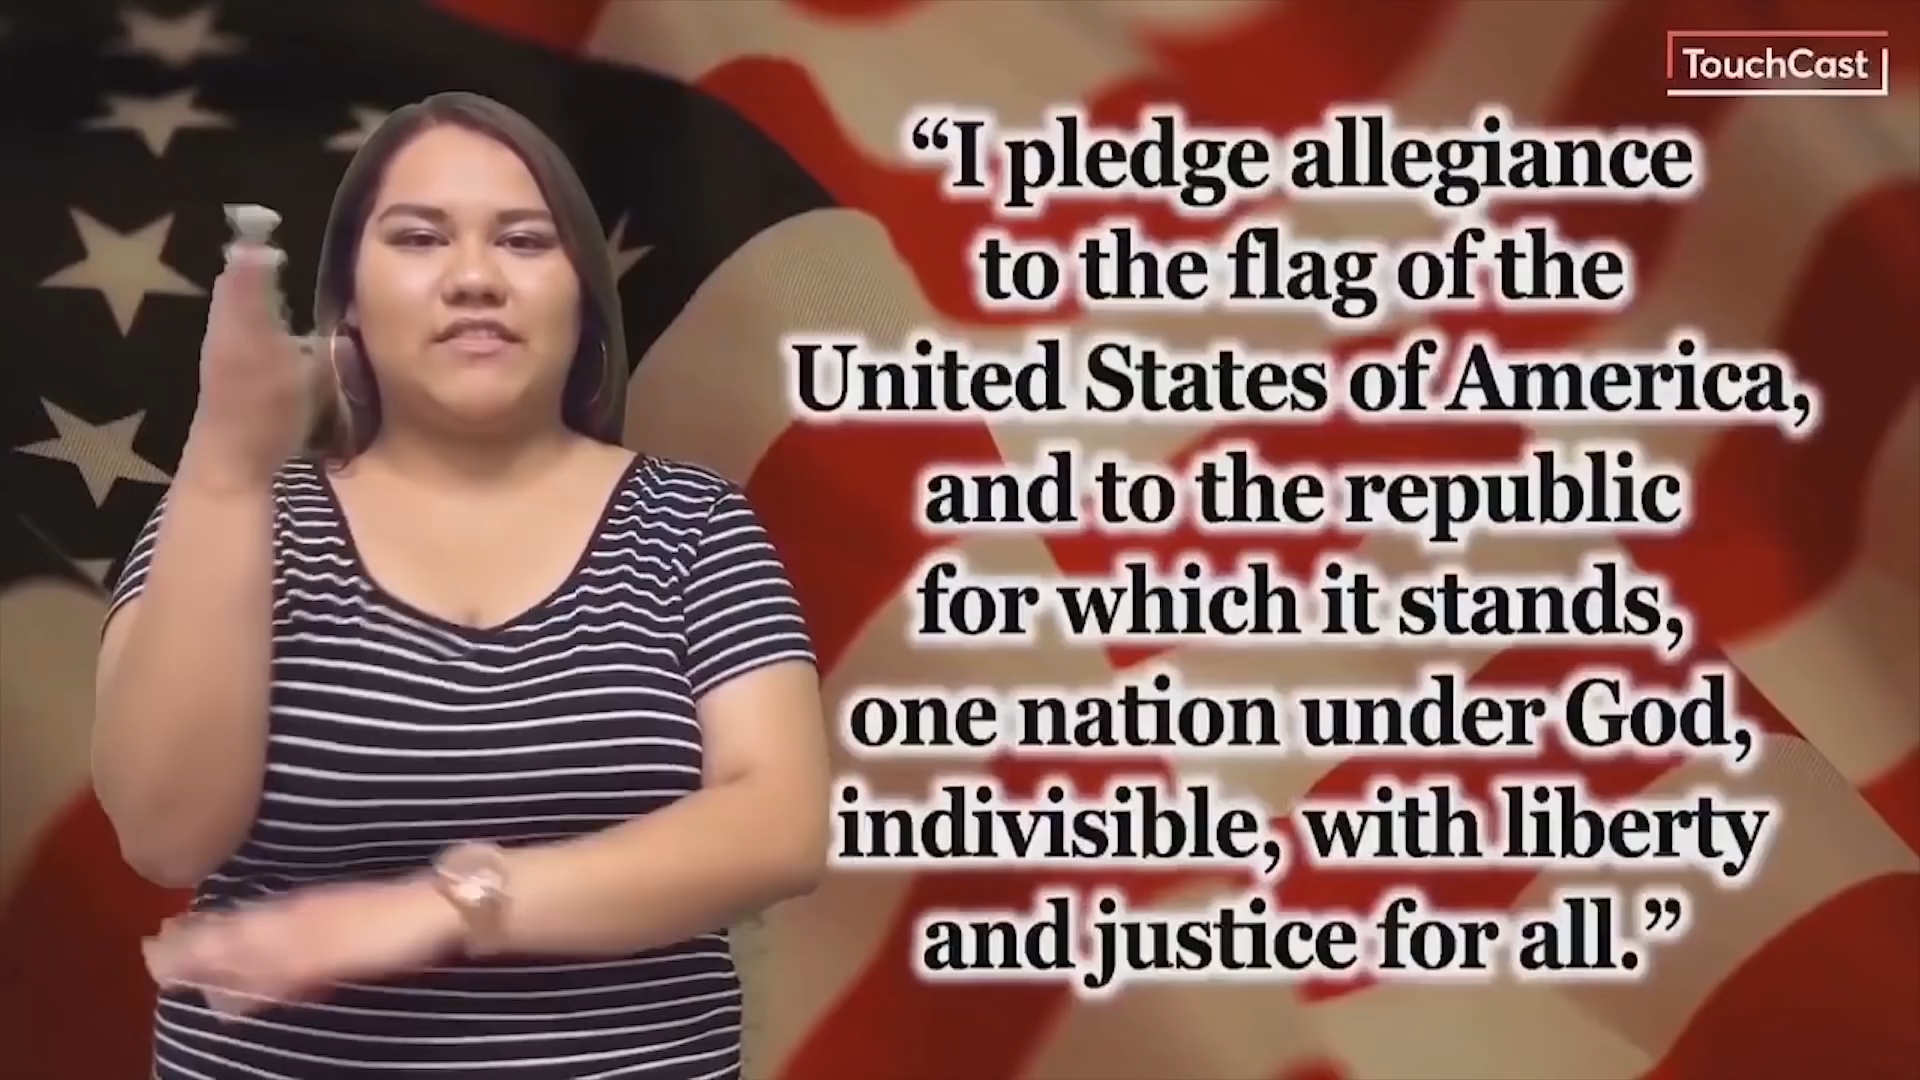 TouchCast
“I pledge allegiance
to the flag of the
United States of America,
and to the republic
for which it stands,
one nation under God,
indivisible, with liberty
and justice for all.”